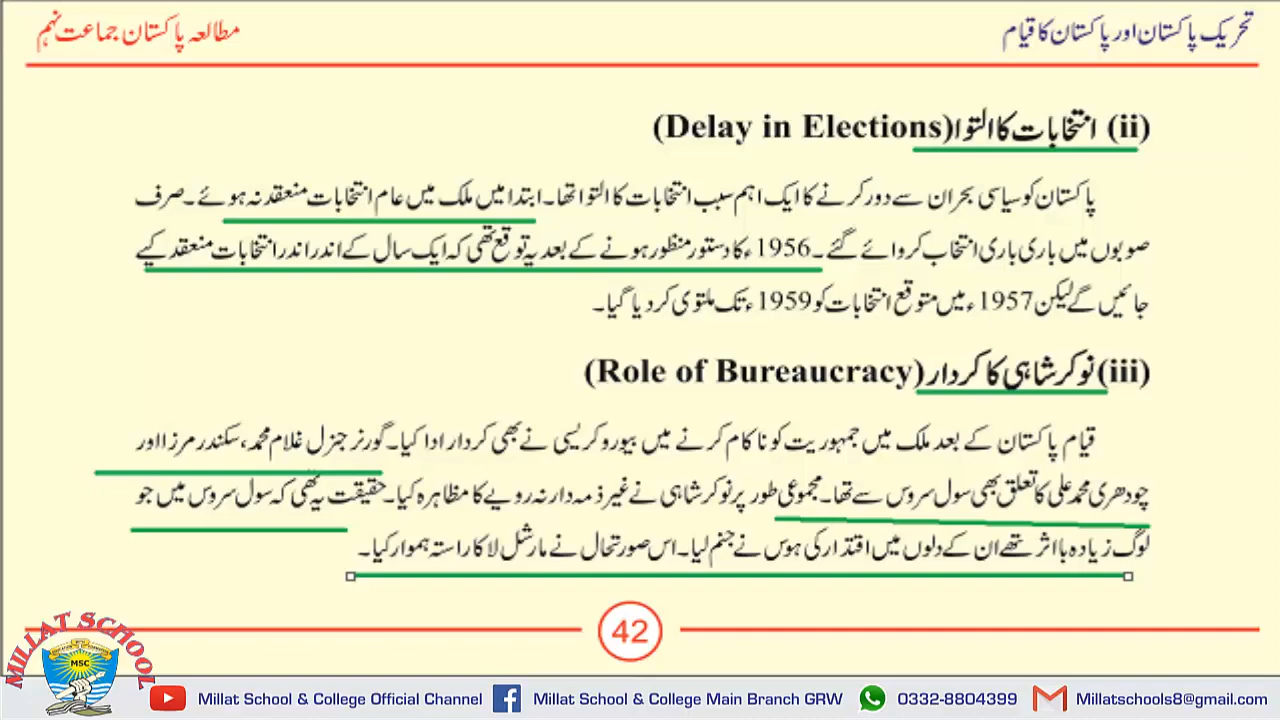 تحریک پاکستان اور پاکستان کا قیام
مطالعہ پاکستان جماعت نہم
(ii) انتخابات کا التوا (Delay in Elections)
پاکستان کو سیاسی بحران سے دور کرنے کا ایک اہم سبب انتخابات کا التوا تھا۔ ابتدا میں ملک میں عام انتخابات منعقد نہ ہوئے۔ صرف
صوبوں میں باری باری انتخاب کروائے گئے۔ 1956ء کا دستور منظور ہونے کے بعد یہ توقع تھی کہ ایک سال کے اندر اندر انتخابات منعقد کیے
جائیں گے لیکن 1957ء میں متوقع انتخابات کو 1959ء تک ملتوی کر دیا گیا۔
(iii) نوکر شاہی کا کردار (Role of Bureaucracy)
قیام پاکستان کے بعد ملک میں جمہوریت کو ناکام کرنے میں بیوروکریسی نے بھی کردار ادا کیا۔ گورنر جنرل غلام محمد، سکندر مرزا اور
چودھری محمد علی کا تعلق بھی سول سروس سے تھا۔ مجموعی طور پر نوکر شاہی نے غیر ذمہ دارانہ رویے کا مظاہرہ کیا۔ حقیقت یہ تھی کہ سول سروس میں جو
لوگ زیادہ با اثر تھے ان کے دلوں میں اقتدار کی ہوس نے جنم لیا۔ اس صورتحال نے مارشل لا کا راستہ ہموار کیا۔
42
MILLAT SCHOOL
MSC
Millat School & College Official Channel
Millat School & College Main Branch GRW
0332-8804399
Millatschools8@gmail.com